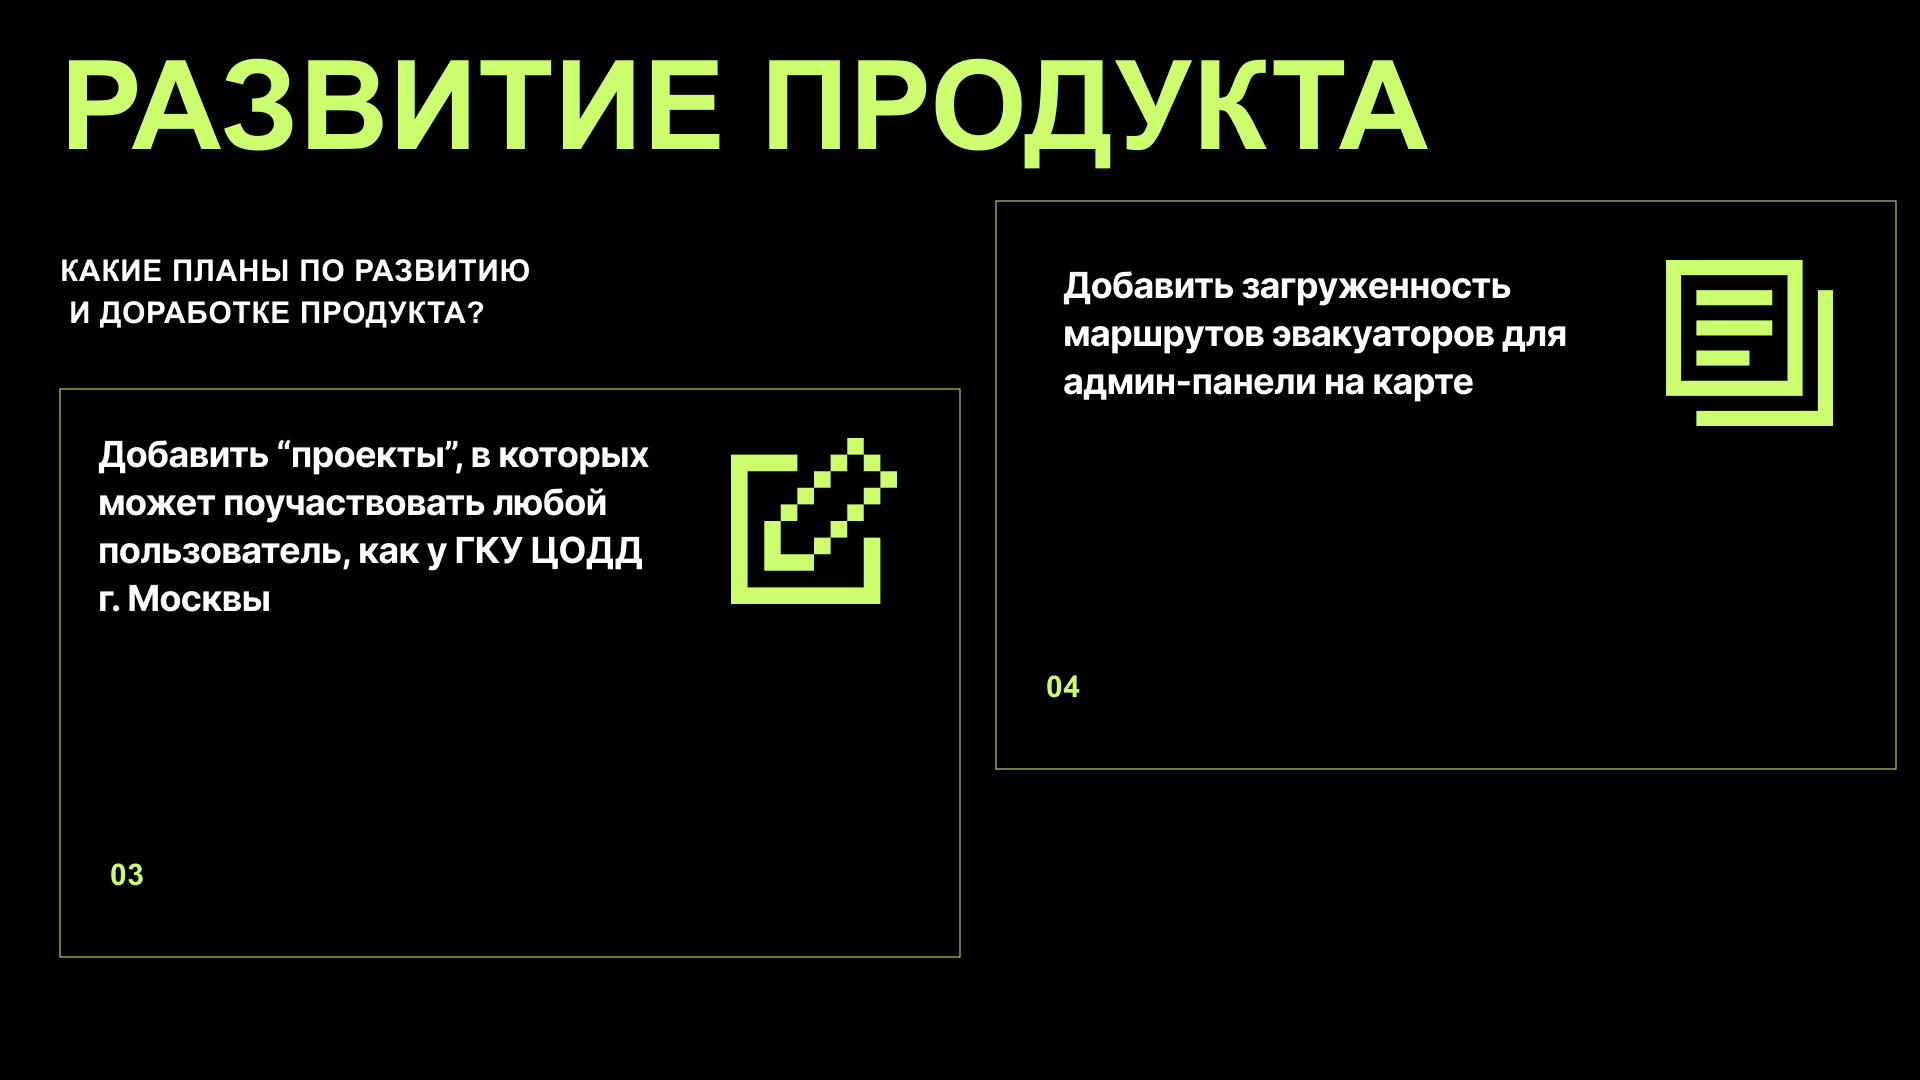 РАЗВИТИЕ ПРОДУКТА
КАКИЕ ПЛАНЫ ПО РАЗВИТИЮ
И ДОРАБОТКЕ ПРОДУКТА?
Добавить “проекты”, в которых
может поучаствовать любой
пользователь, как у ГКУ ЦОДД
г. Москвы
03
Добавить загруженность
маршрутов эвакуаторов для
админ-панели на карте
04